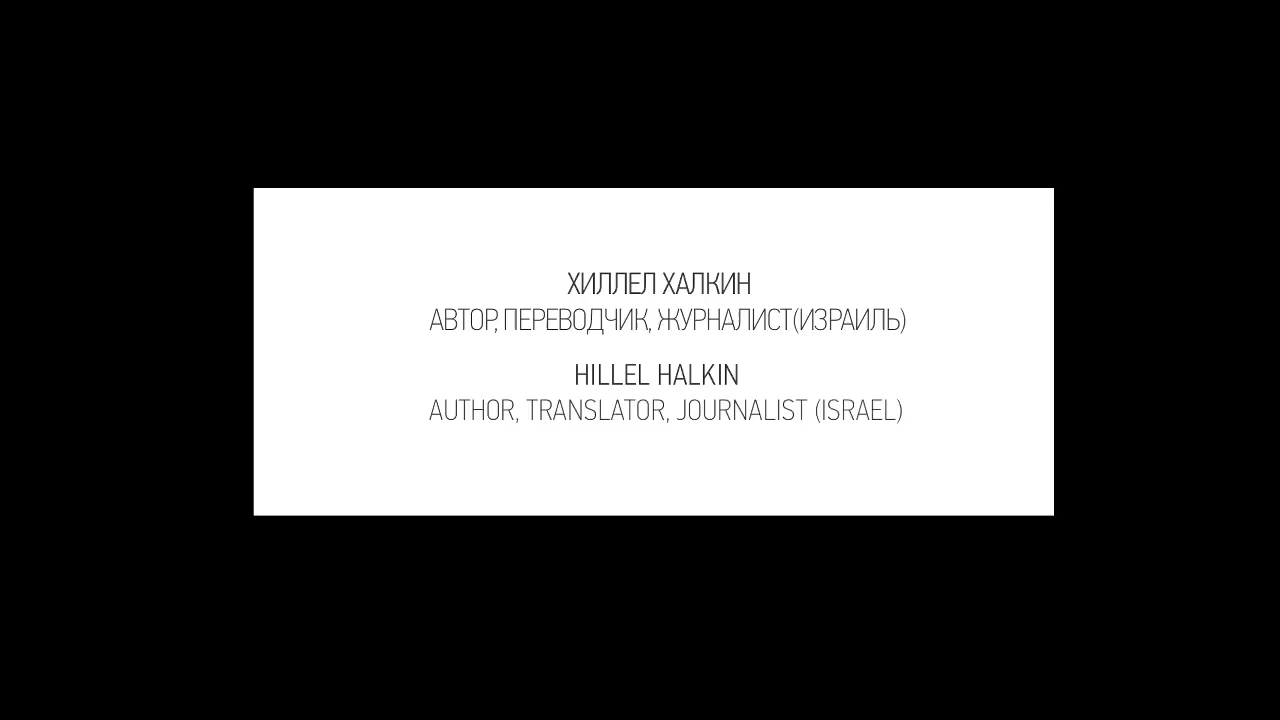 ХИЛЛЕЛ ХАЛКИН
АВТОР, ПЕРЕВОДЧИК, ЖУРНАЛИСТ(ИЗРАИЛЬ)
HILLEL HALKIN
AUTHOR, TRANSLATOR, JOURNALIST (ISRAEL)